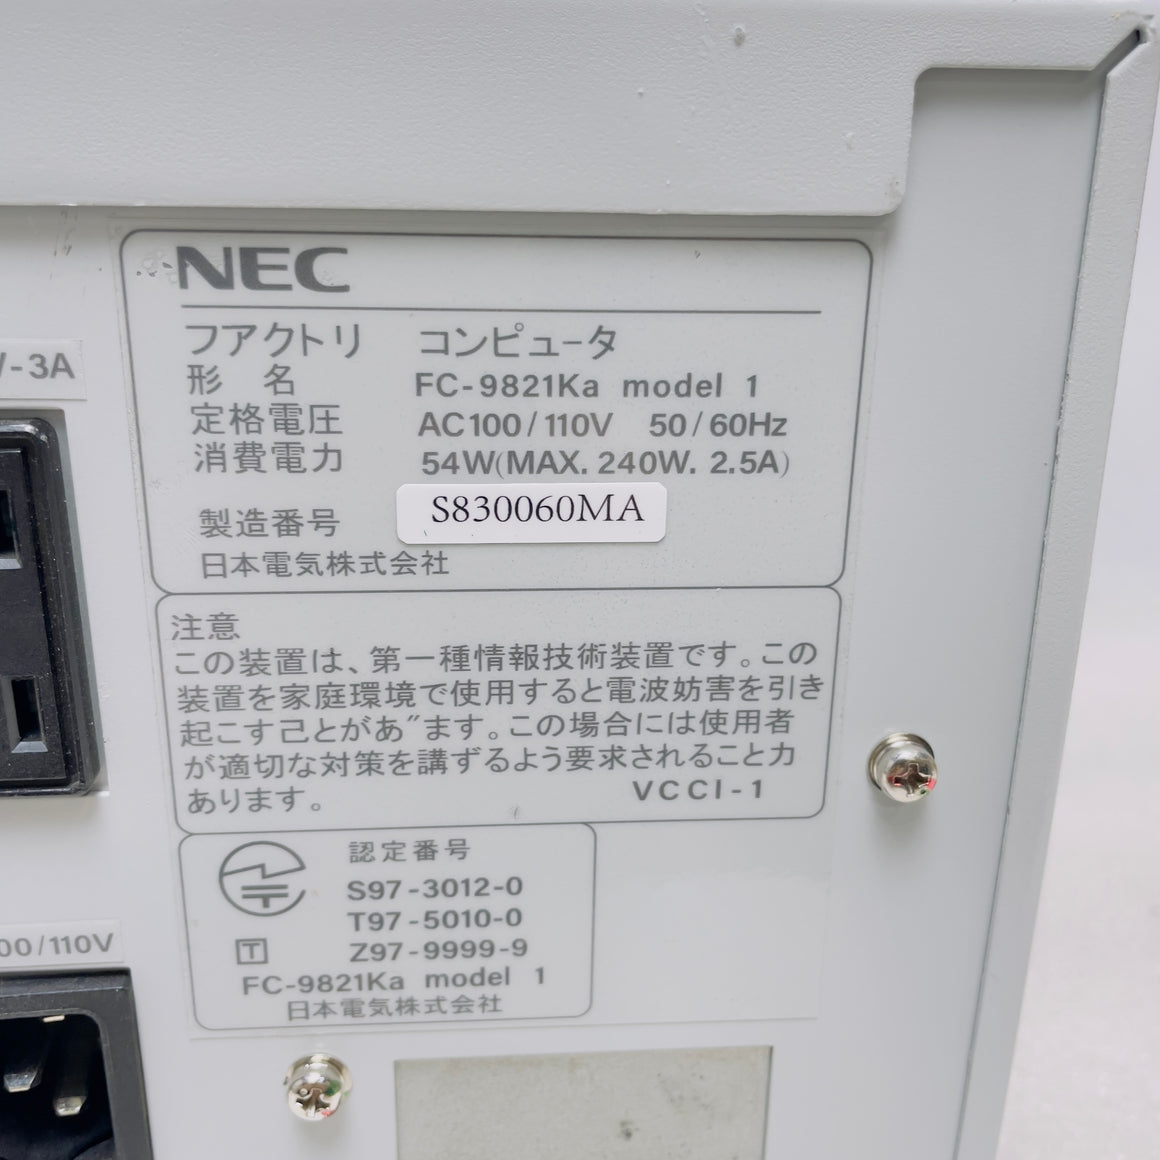 NEC
ファクトリ コンピュータ
形 名 FC-9821Ka model 1
定格電圧 AC100/110V 50/60Hz
消費電力 54W(MAX. 240W. 2.5A)
製造番号 S830060MA
日本電気株式会社
注意
この装置は、第一種情報技術装置です。この
装置を家庭環境で使用すると電波妨害を引き
起こす己とがあ"ます。この場合には使用者
が適切な対策を講ずるよう要求されること力
あります。 VCCI-1
認定番号
S97-3012-0
T97-5010-0
T Z97-9999-9
FC-9821Ka model 1
日本電気株式会社
-3A
00/110V